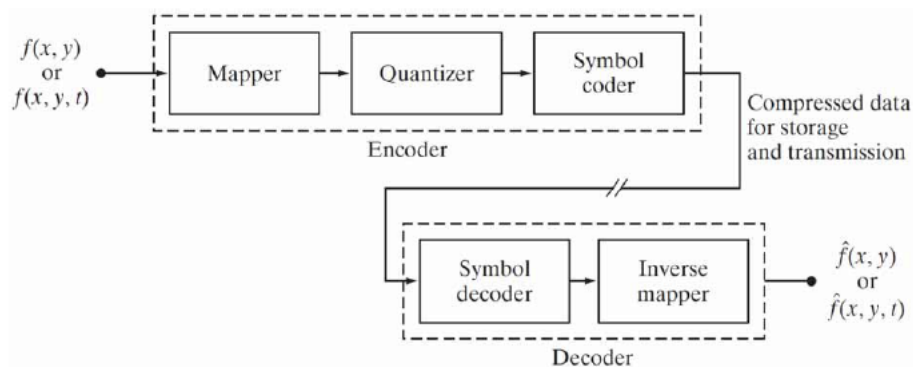 f(x, y)
or
f(x, y, t)
Mapper
Quantizer
Symbol
coder
Encoder
Compressed data
for storage
and transmission
Symbol
decoder
Inverse
mapper
Decoder
f̂(x, y)
or
f̂(x, y, t)